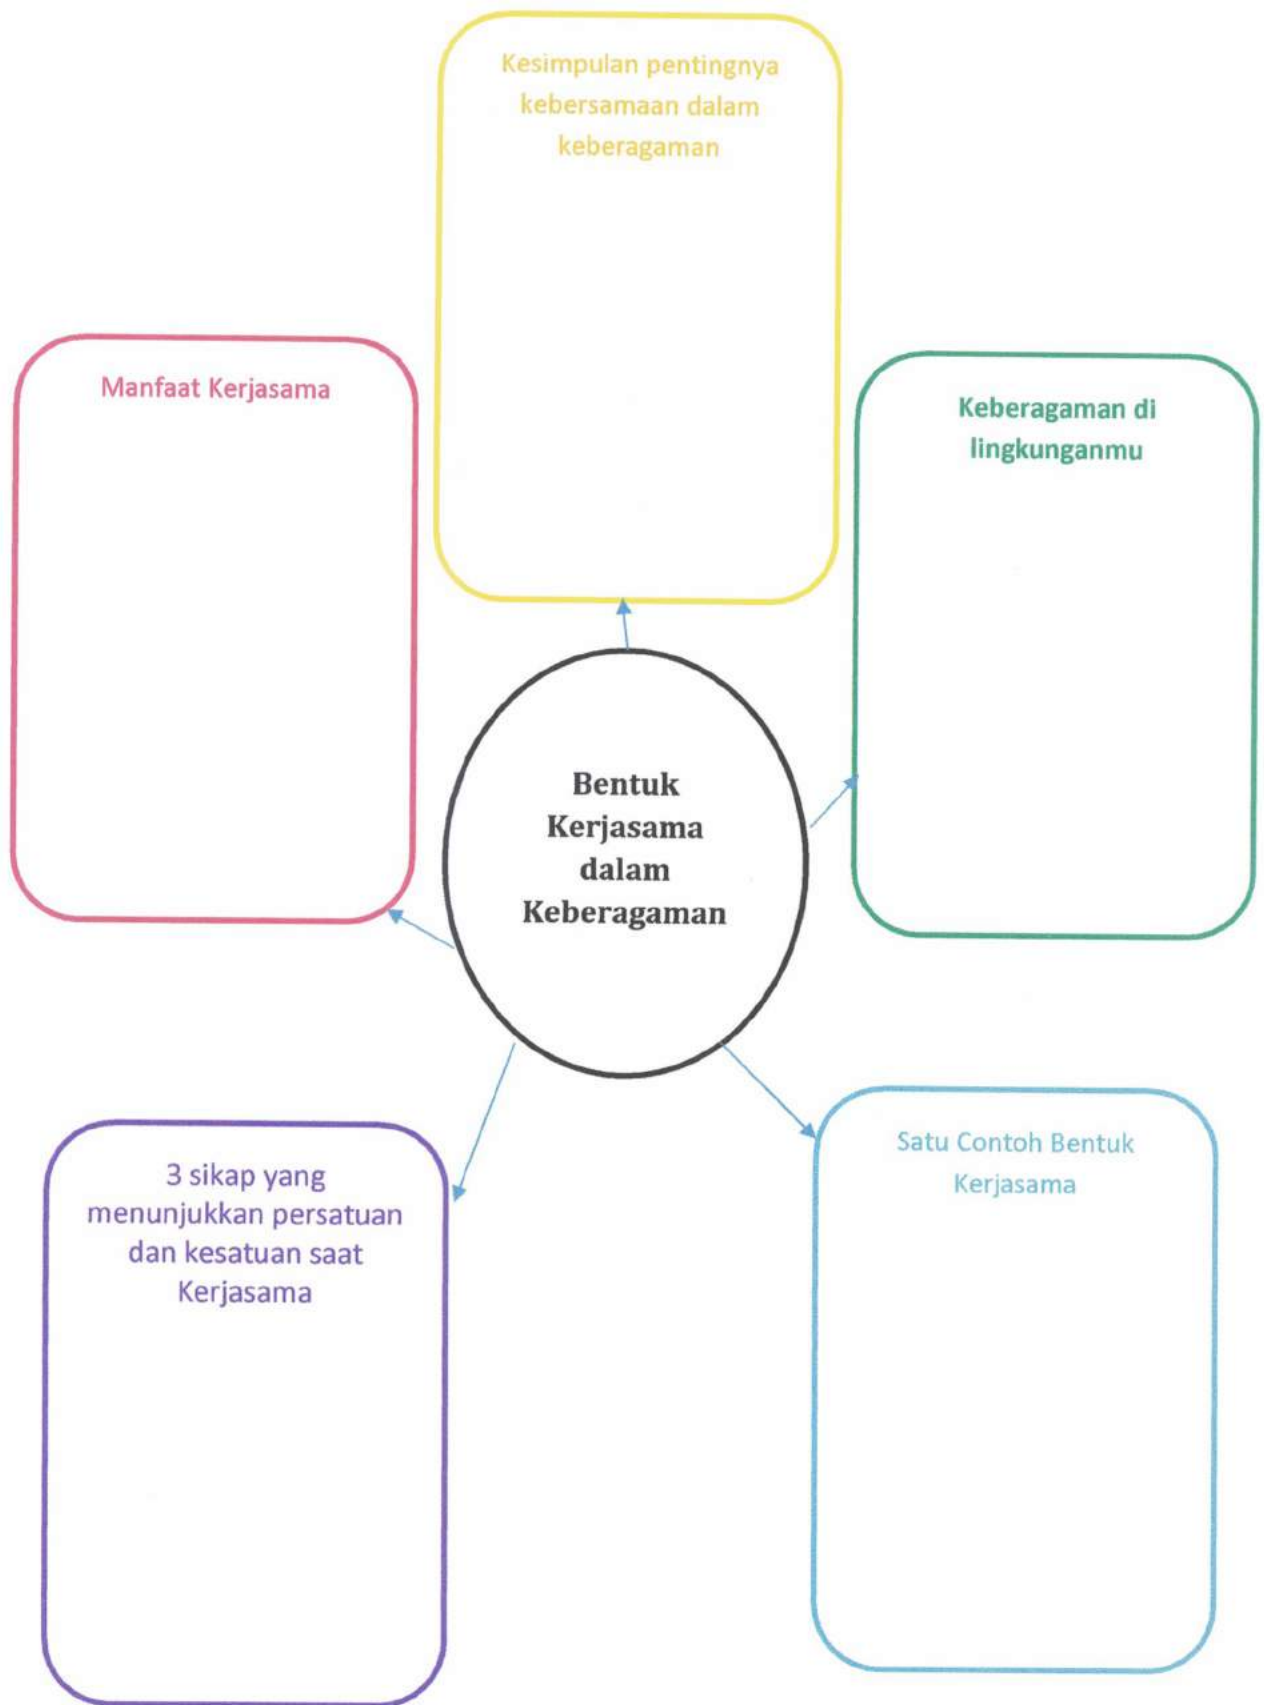 Kesimpulan pentingnya
kebersamaan dalam
keberagaman
Manfaat Kerjasama
Keberagaman di
lingkunganmu
Bentuk
Kerjasama
dalam
Keberagaman
3 sikap yang
menunjukkan persatuan
dan kesatuan saat
Kerjasama
Satu Contoh Bentuk
Kerjasama